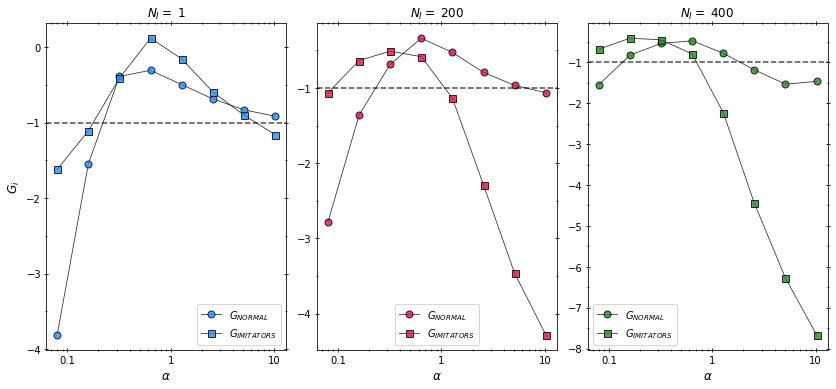 N_I = 1
N_I = 200
N_I = 400
G_i
0
−1
−2
−3
−4
0.1
1
10
α
G_NORMAL
G_IMITATORS
−1
−2
−3
−4
0.1
1
10
α
G_NORMAL
G_IMITATORS
−1
−2
−3
−4
−5
−6
−7
−8
0.1
1
10
α
G_NORMAL
G_IMITATORS